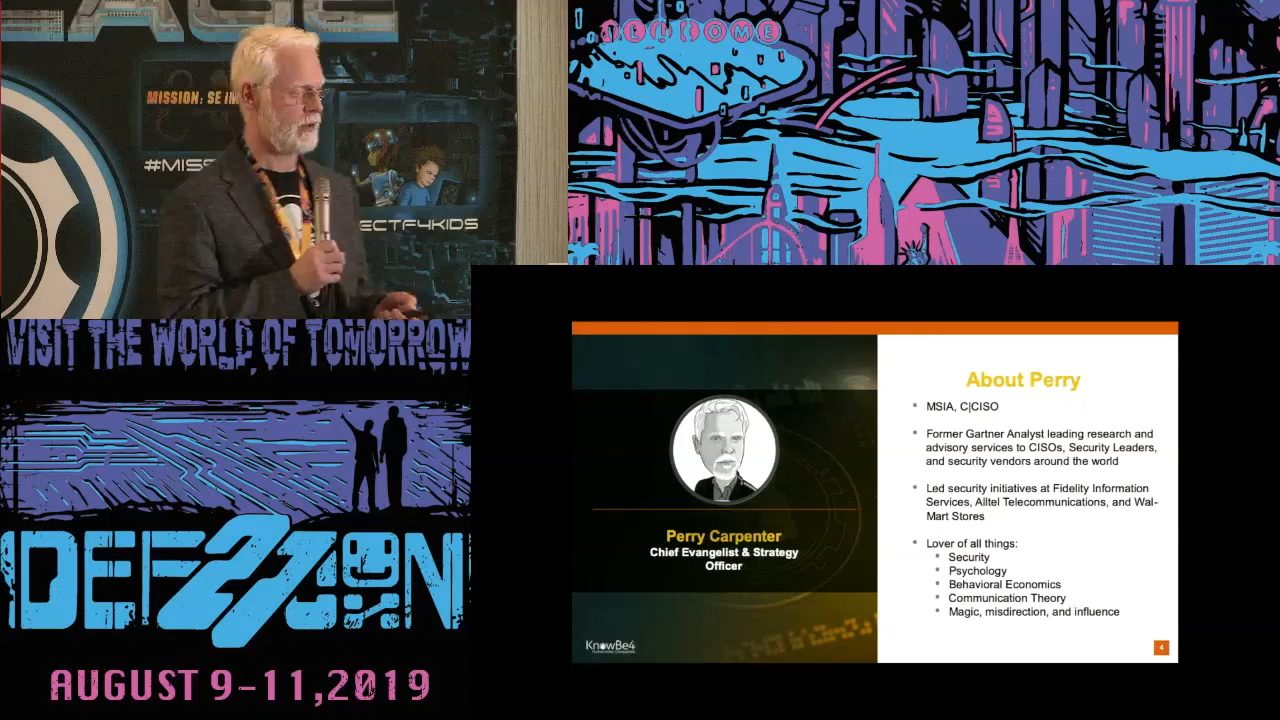 MISSION: SE IM
#MISS
ECTF4KIDS
WELCOME
VISIT THE WORLD OF TOMORROW
DEF CON
27
AUGUST 9-11,2019
About Perry
MSIA, C|CISO
Former Gartner Analyst leading research and
advisory services to CISOs, Security Leaders,
and security vendors around the world
Led security initiatives at Fidelity Information
Services, Alltel Telecommunications, and Wal-
Mart Stores
Lover of all things:
Security
Psychology
Behavioral Economics
Communication Theory
Magic, misdirection, and influence
Perry Carpenter
Chief Evangelist & Strategy
Officer
KnowBe4
4